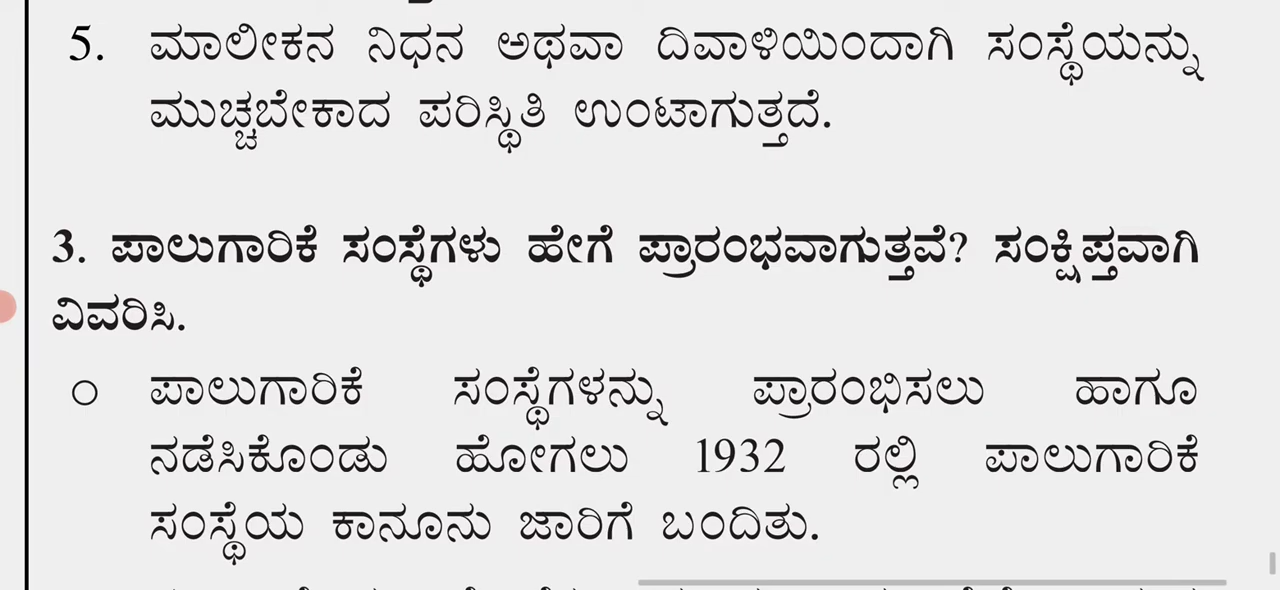 5. ಮಾಲೀಕನ ನಿಧನ ಅಥವಾ ದಿವಾಳಿಯಿಂದಾಗಿ ಸಂಸ್ಥೆಯನ್ನು
ಮುಚ್ಚಬೇಕಾದ ಪರಿಸ್ಥಿತಿ ಉಂಟಾಗುತ್ತದೆ.
3. ಪಾಲುಗಾರಿಕೆ ಸಂಸ್ಥೆಗಳು ಹೇಗೆ ಪ್ರಾರಂಭವಾಗುತ್ತವೆ? ಸಂಕ್ಷಿಪ್ತವಾಗಿ
ವಿವರಿಸಿ.
○ ಪಾಲುಗಾರಿಕೆ ಸಂಸ್ಥೆಗಳನ್ನು ಪ್ರಾರಂಭಿಸಲು ಹಾಗೂ
ನಡೆಸಿಕೊಂಡು ಹೋಗಲು 1932 ರಲ್ಲಿ ಪಾಲುಗಾರಿಕೆ
ಸಂಸ್ಥೆಯ ಕಾನೂನು ಜಾರಿಗೆ ಬಂದಿತು.